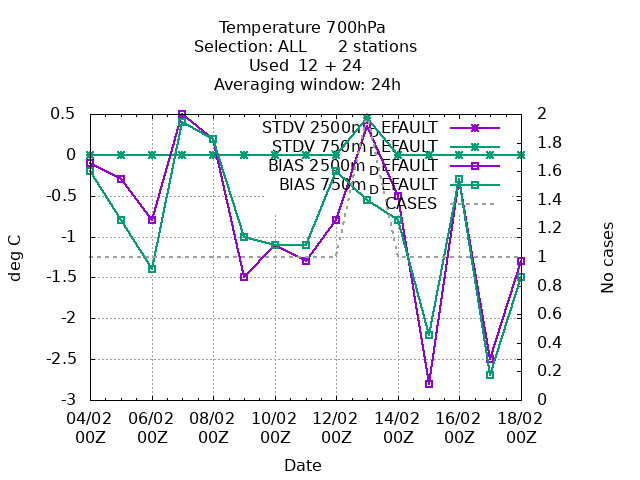 Temperature 700hPa
Selection: ALL 2 stations
Used 12 + 24
Averaging window: 24h
0.5
0
-0.5
-1
-1.5
-2
-2.5
-3
deg C
STDV 2500mDEFAULT
STDV 750mDEFAULT
BIAS 2500mDEFAULT
BIAS 750mDEFAULT
CASES
2
1.8
1.6
1.4
1.2
1
0.8
0.6
0.4
0.2
0
No cases
04/02 06/02 08/02 10/02 12/02 14/02 16/02 18/02
00Z 00Z 00Z 00Z 00Z 00Z 00Z 00Z
Date